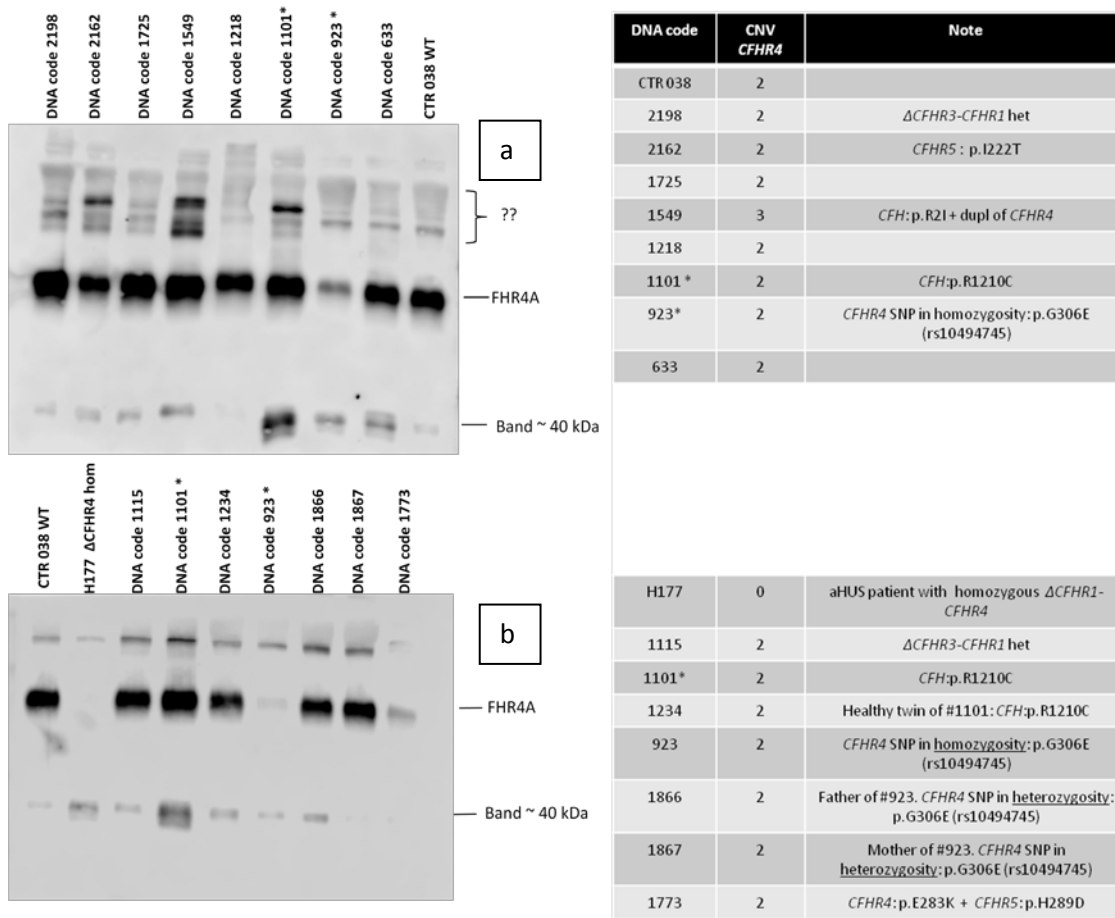 DNA code 2198
DNA code 2162
DNA code 1725
DNA code 1549
DNA code 1218
DNA code 1101*
DNA code 923 *
DNA code 633
CTR 038 WT
a
??
FHR4A
Band ~ 40 kDa
CTR 038 WT
H177 ΔCFHR4 hom
DNA code 1115
DNA code 1101 *
DNA code 1234
DNA code 923 *
DNA code 1866
DNA code 1867
DNA code 1773
b
FHR4A
Band ~ 40 kDa
DNA code CNV CFHR4 Note
CTR 038 2
2198 2 ΔCFHR3-CFHR1 het
2162 2 CFHR5 : p.I222T
1725 2
1549 3 CFH: p.R2I + dupl of CFHR4
1218 2
1101 * 2 CFH:p.R1210C
923* 2 CFHR4 SNP in homozygosity: p.G306E
(rs10494745)
633 2
H177 0 aHUS patient with homozygous ΔCFHR1-
CFHR4
1115 2 ΔCFHR3-CFHR1 het
1101* 2 CFH:p.R1210C
1234 2 Healthy twin of #1101: CFH:p.R1210C
923 2 CFHR4 SNP in homozygosity: p.G306E
(rs10494745)
1866 2 Father of #923. CFHR4 SNP in heterozygosity:
p.G306E (rs10494745)
1867 2 Mother of #923. CFHR4 SNP in
heterozygosity: p.G306E (rs10494745)
1773 2 CFHR4: p.E283K + CFHR5: p.H289D